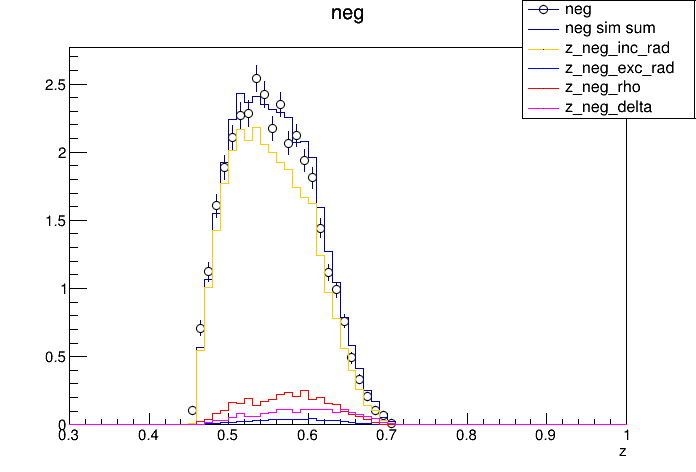 neg
neg
neg sim sum
z_neg_inc_rad
z_neg_exc_rad
z_neg_rho
z_neg_delta
2.5
2
1.5
1
0.5
0
0.3 0.4 0.5 0.6 0.7 0.8 0.9 1
z